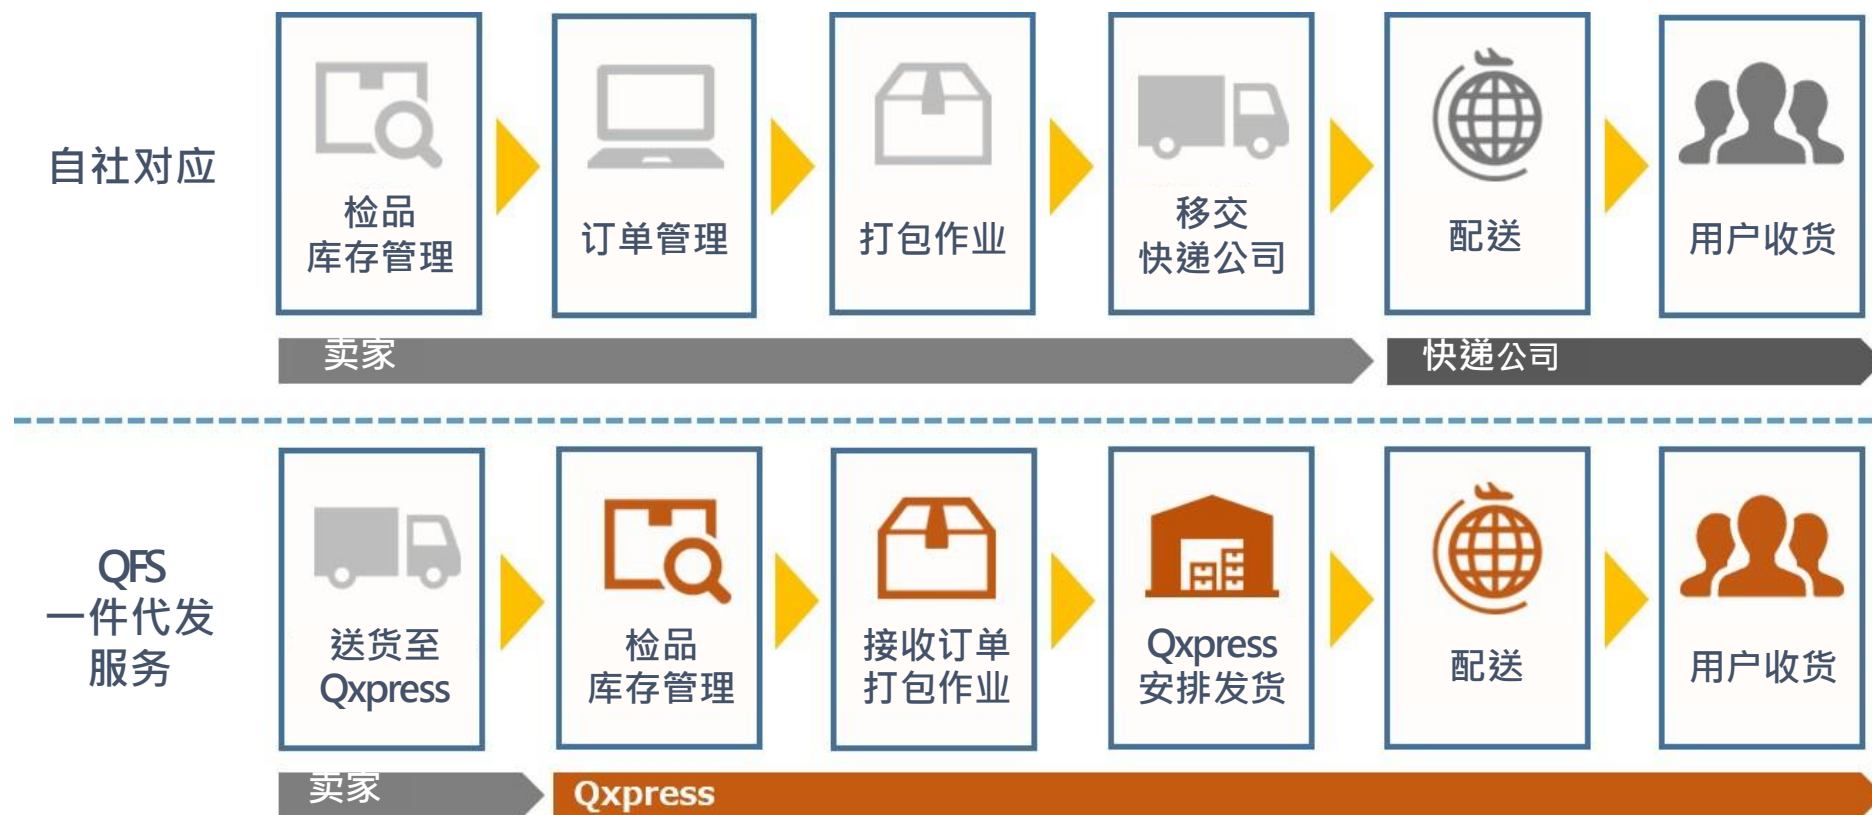 自社对应
检品
库存管理
订单管理
打包作业
移交
快递公司
配送
用户收货
卖家
快递公司
QFS
一件代发
服务
送货至
Qxpress
检品
库存管理
接收订单
打包作业
Qxpress
安排发货
配送
用户收货
卖家
Qxpress